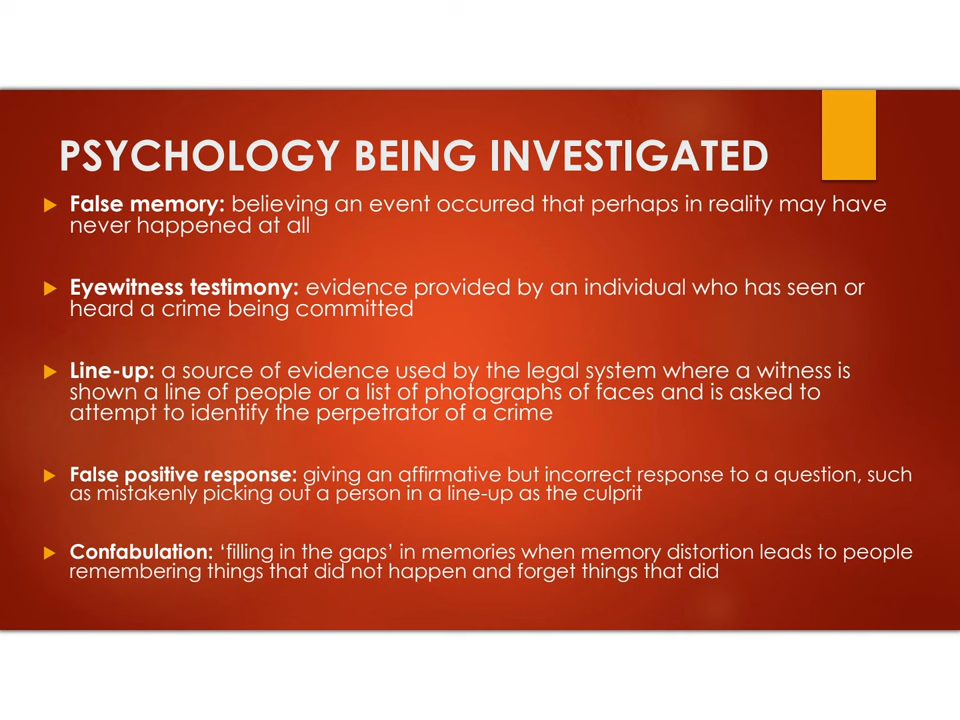 PSYCHOLOGY BEING INVESTIGATED
False memory: believing an event occurred that perhaps in reality may have
never happened at all
Eyewitness testimony: evidence provided by an individual who has seen or
heard a crime being committed
Line-up: a source of evidence used by the legal system where a witness is
shown a line of people or a list of photographs of faces and is asked to
attempt to identify the perpetrator of a crime
False positive response: giving an affirmative but incorrect response to a question, such
as mistakenly picking out a person in a line-up as the culprit
Confabulation: ‘filling in the gaps’ in memories when memory distortion leads to people
remembering things that did not happen and forget things that did